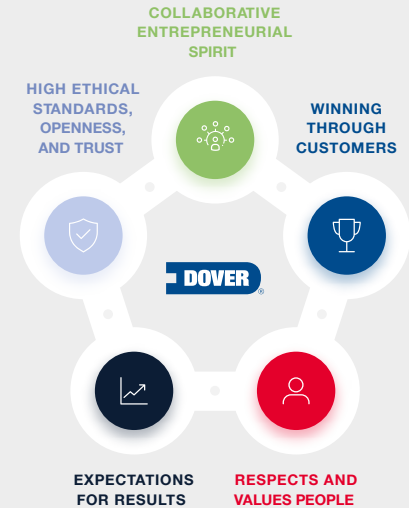 COLLABORATIVE
ENTREPRENEURIAL
SPIRIT
HIGH ETHICAL
STANDARDS,
OPENNESS,
AND TRUST
WINNING
THROUGH
CUSTOMERS
DOVER®
EXPECTATIONS
FOR RESULTS
RESPECTS AND
VALUES PEOPLE